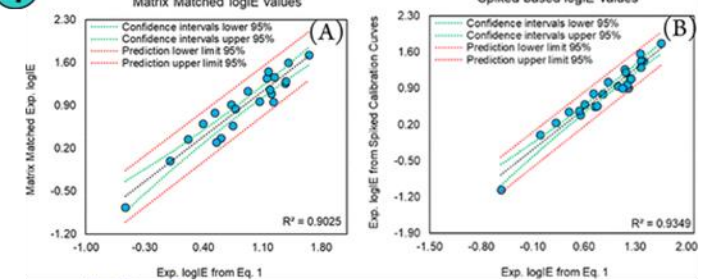 Matrix Matched logIE Values
(A)
Confidence intervals lower 95%
Confidence intervals upper 95%
Prediction lower limit 95%
Prediction upper limit 95%
Matrix Matched Exp. logIE
2.30
1.60
0.90
0.20
-0.50
-1.20
R² = 0.9025
-1.00 -0.30 0.40 1.10 1.80
Exp. logIE from Eq. 1
Spiked based logIE Values
(B)
Confidence intervals lower 95%
Confidence intervals upper 95%
Prediction lower limit 95%
Prediction upper limit 95%
Exp. logIE from Spiked Calibration Curves
2.30
1.60
0.90
0.20
-0.50
-1.20
-1.90
R² = 0.9349
-1.50 -0.80 -0.10 0.60 1.30 2.00
Exp. logIE from Eq. 1